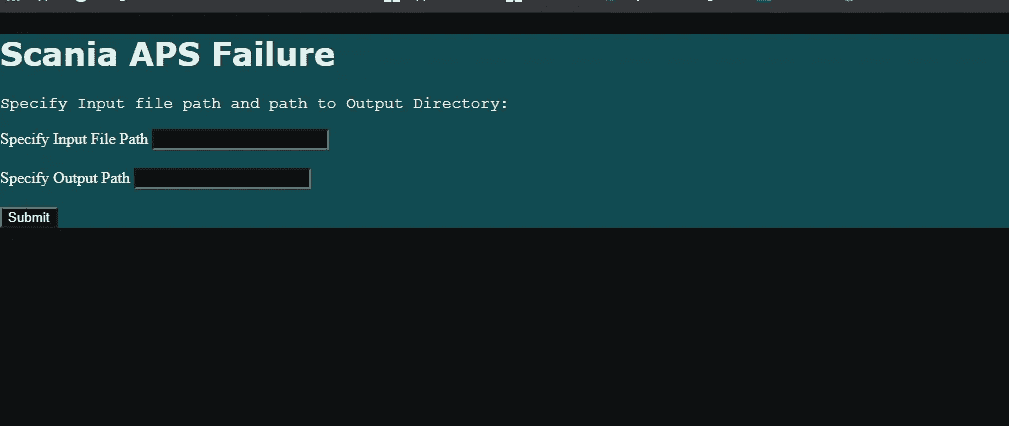 Scania APS Failure
Specify Input file path and path to Output Directory:
Specify Input File Path
Specify Output Path
Submit